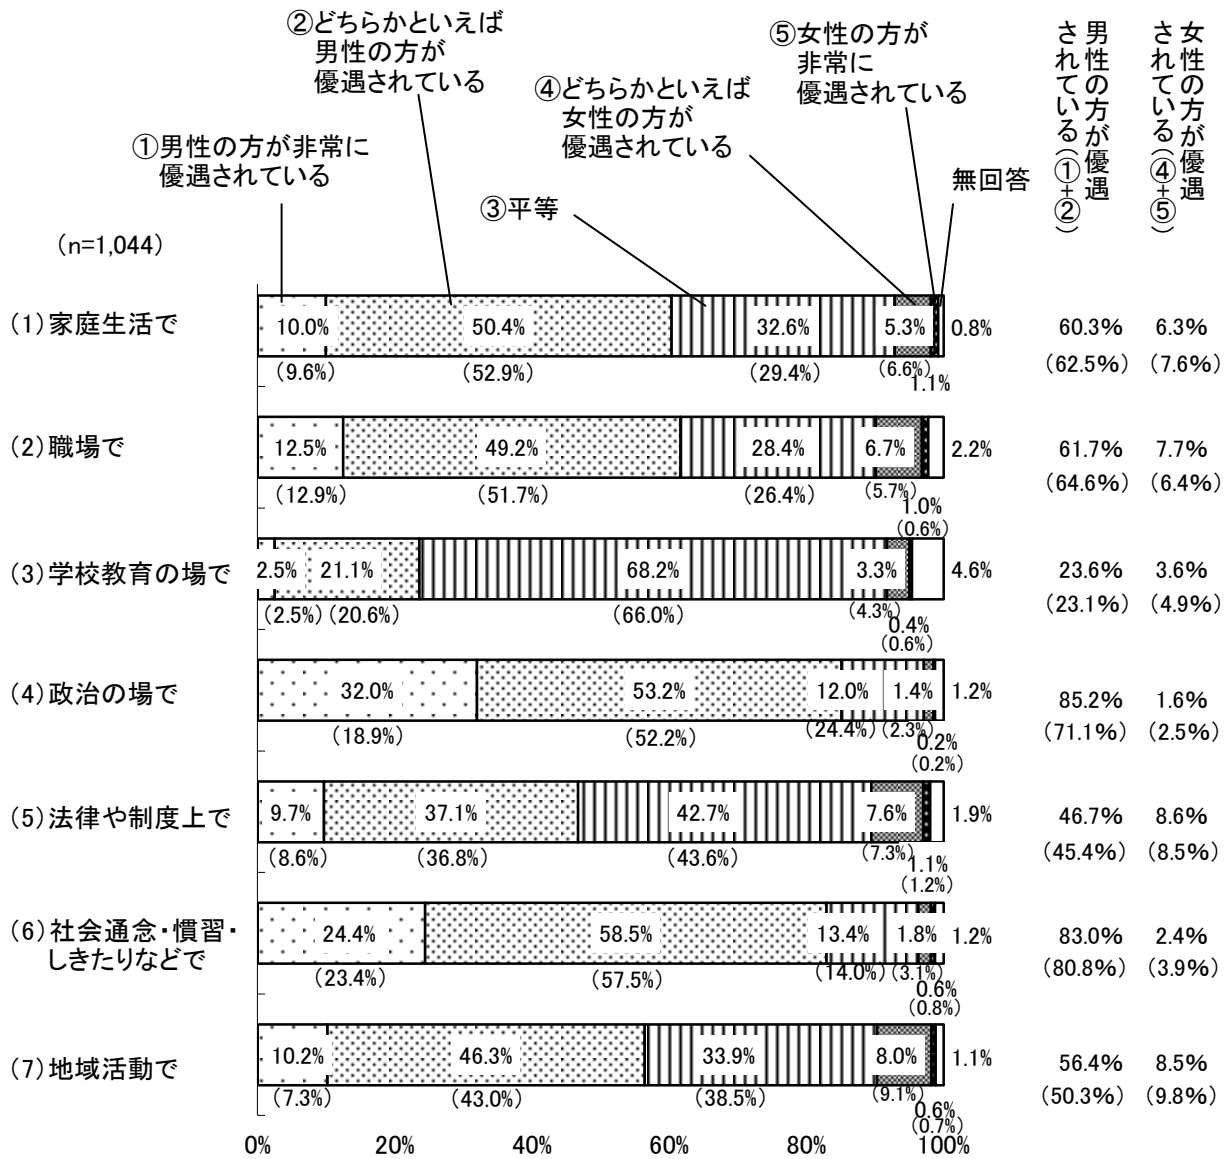 ②どちらかといえば
男性の方が
優遇されている
⑤女性の方が
非常に
優遇されている
男性の方が優遇
されている(①+②)
女性の方が優遇
されている(④+⑤)
④どちらかといえば
女性の方が
優遇されている
①男性の方が非常に
優遇されている
③平等
無回答
(n=1,044)
(1)家庭生活で
10.0% 50.4% 32.6% 5.3% 0.8% 60.3% 6.3%
(9.6%) (52.9%) (29.4%) (6.6%) (62.5%) (7.6%)
1.1%
(2)職場で
12.5% 49.2% 28.4% 6.7% 2.2% 61.7% 7.7%
(12.9%) (51.7%) (26.4%) (5.7%) (64.6%) (6.4%)
1.0%
(0.6%)
(3)学校教育の場で
2.5% 21.1% 68.2% 3.3% 4.6% 23.6% 3.6%
(2.5%) (20.6%) (66.0%) (4.3%) (23.1%) (4.9%)
0.4%
(0.6%)
(4)政治の場で
32.0% 53.2% 12.0% 1.4% 1.2% 85.2% 1.6%
(18.9%) (52.2%) (24.4%) (2.3%) (71.1%) (2.5%)
0.2%
(0.2%)
(5)法律や制度上で
9.7% 37.1% 42.7% 7.6% 1.9% 46.7% 8.6%
(8.6%) (36.8%) (43.6%) (7.3%) (45.4%) (8.5%)
1.1%
(1.2%)
(6)社会通念・慣習・
しきたりなどで
24.4% 58.5% 13.4% 1.8% 1.2% 83.0% 2.4%
(23.4%) (57.5%) (14.0%) (3.1%) (80.8%) (3.9%)
0.6%
(0.8%)
(7)地域活動で
10.2% 46.3% 33.9% 8.0% 1.1% 56.4% 8.5%
(7.3%) (43.0%) (38.5%) (9.1%) (50.3%) (9.8%)
0.6%
(0.7%)
0% 20% 40% 60% 80% 100%